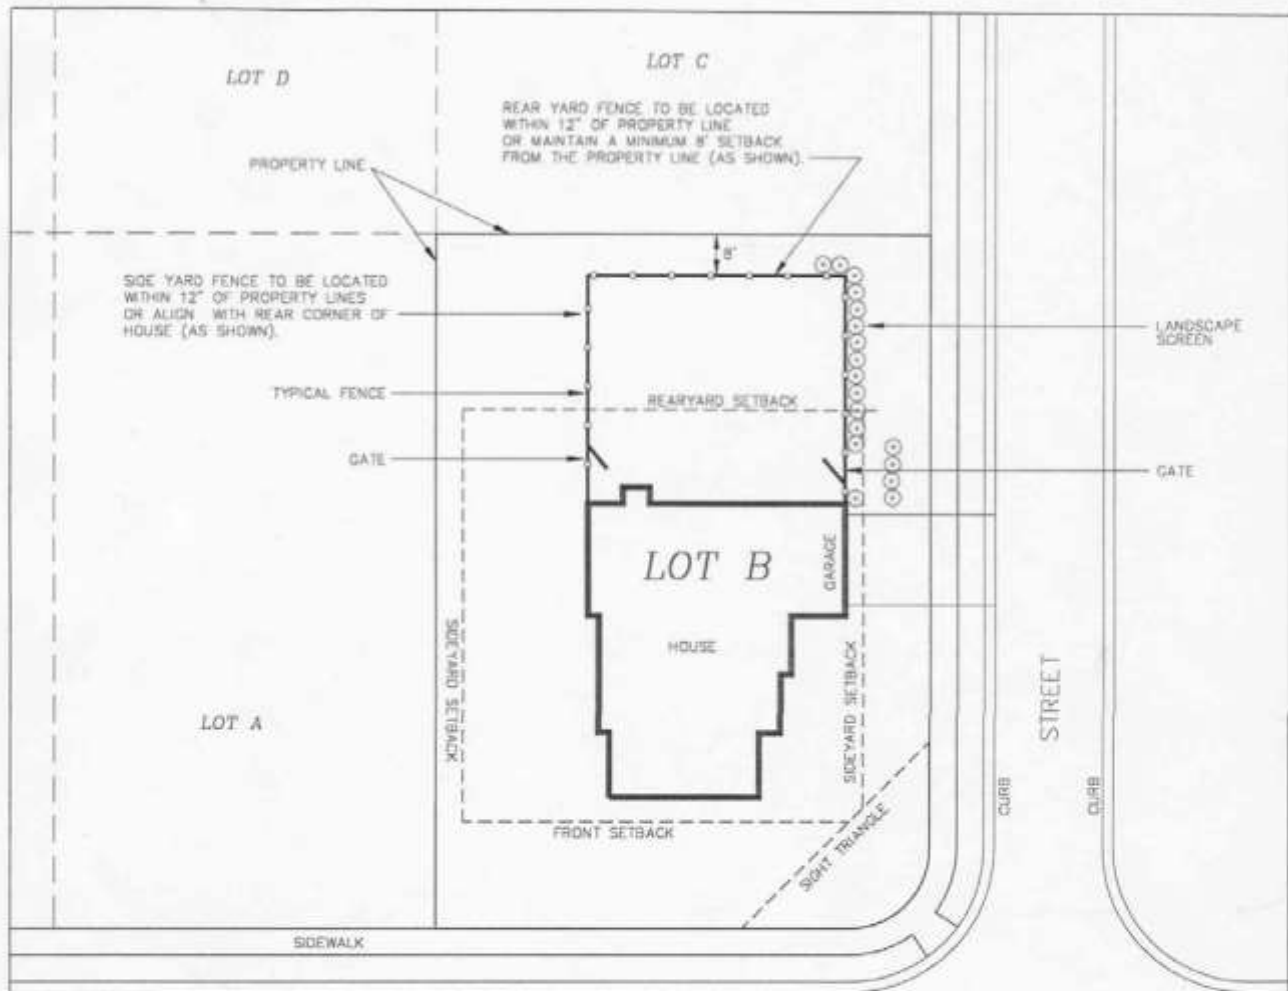 LOT D
LOT C
REAR YARD FENCE TO BE LOCATED
WITHIN 12" OF PROPERTY LINE
OR MAINTAIN A MINIMUM 8' SETBACK
FROM THE PROPERTY LINE (AS SHOWN).
PROPERTY LINE
8'
SIDE YARD FENCE TO BE LOCATED
WITHIN 12" OF PROPERTY LINES
OR ALIGN WITH REAR CORNER OF
HOUSE (AS SHOWN).
LANDSCAPE
SCREEN
TYPICAL FENCE
REARYARD SETBACK
GATE
GATE
LOT B
GARAGE
HOUSE
SIDEYARD SETBACK
SIDEYARD SETBACK
STREET
LOT A
CURB
CURB
FRONT SETBACK
SIGHT TRIANGLE
SIDEWALK